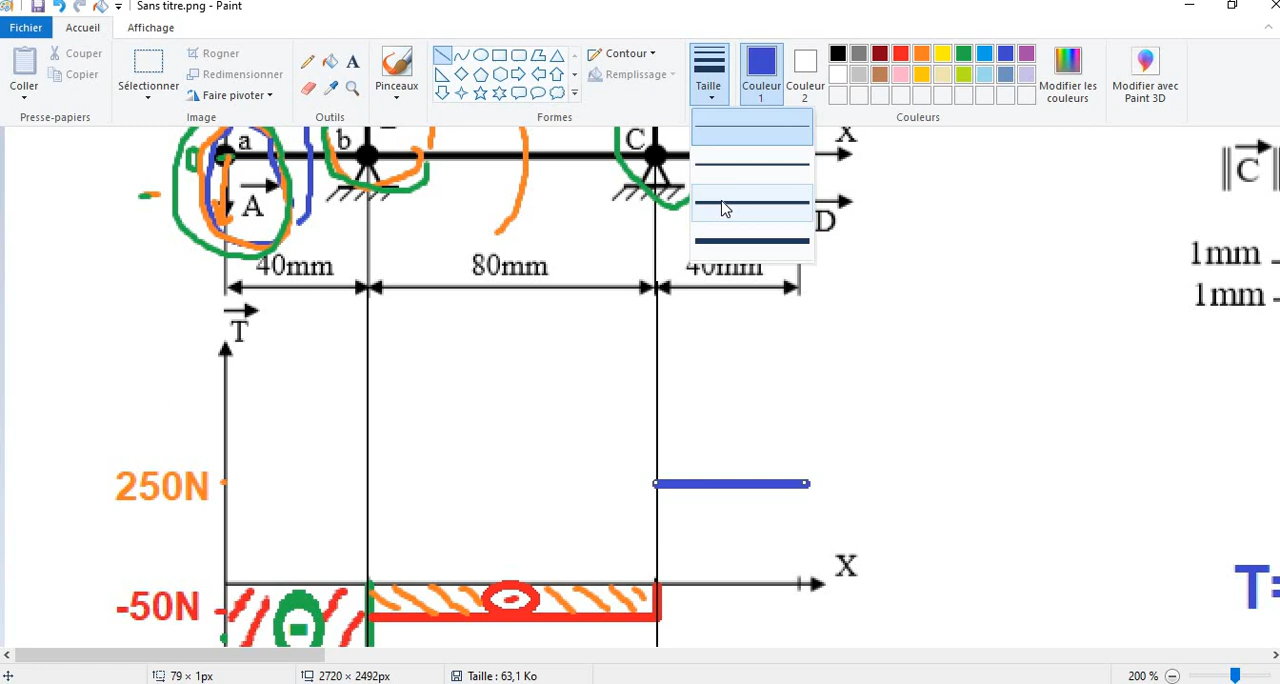 Sans titre.png - Paint
Fichier Accueil Affichage
Coller
Couper
Copier
Presse-papiers
Sélectionner
Rogner
Redimensionner
Faire pivoter
Image
A
Outils
Pinceaux
Contour
Remplissage
Formes
Taille
Couleur 1
Couleur 2
Modifier les couleurs
Couleurs
Modifier avec Paint 3D
a b C X
A D
||C||
40mm 80mm 40mm
1mm
1mm
T
250N
X
-50N
T=
79 × 1px 2720 × 2492px Taille : 63,1 Ko 200 %